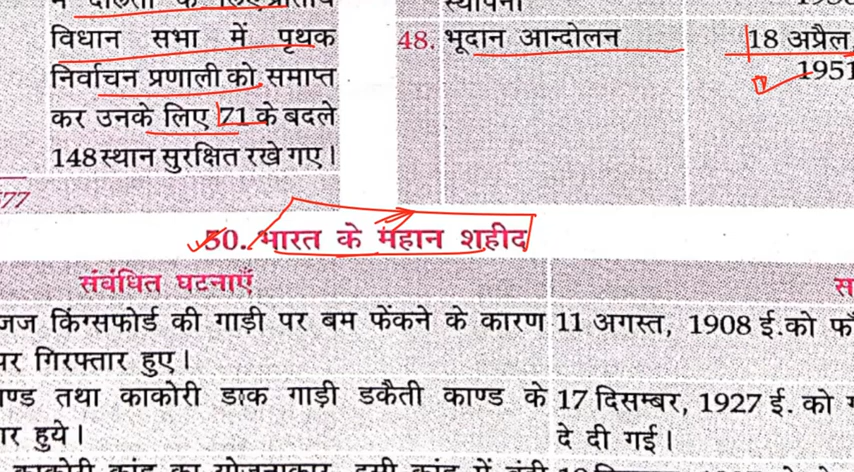 विधान सभा में पृथक
निर्वाचन प्रणाली को समाप्त
कर उनके लिए 71 के बदले
148 स्थान सुरक्षित रखे गए।
48. भूदान आन्दोलन
18 अप्रैल,
1951
77
50. भारत के महान शहीद
संबंधित घटनाएँ
जज किंग्सफोर्ड की गाड़ी पर बम फेंकने के कारण 11 अगस्त, 1908 ई.को
पर गिरफ्तार हुए।
तथा काकोरी डाक गाड़ी डकैती काण्ड के 17 दिसम्बर, 1927 ई. को
हुये। दे दी गई।